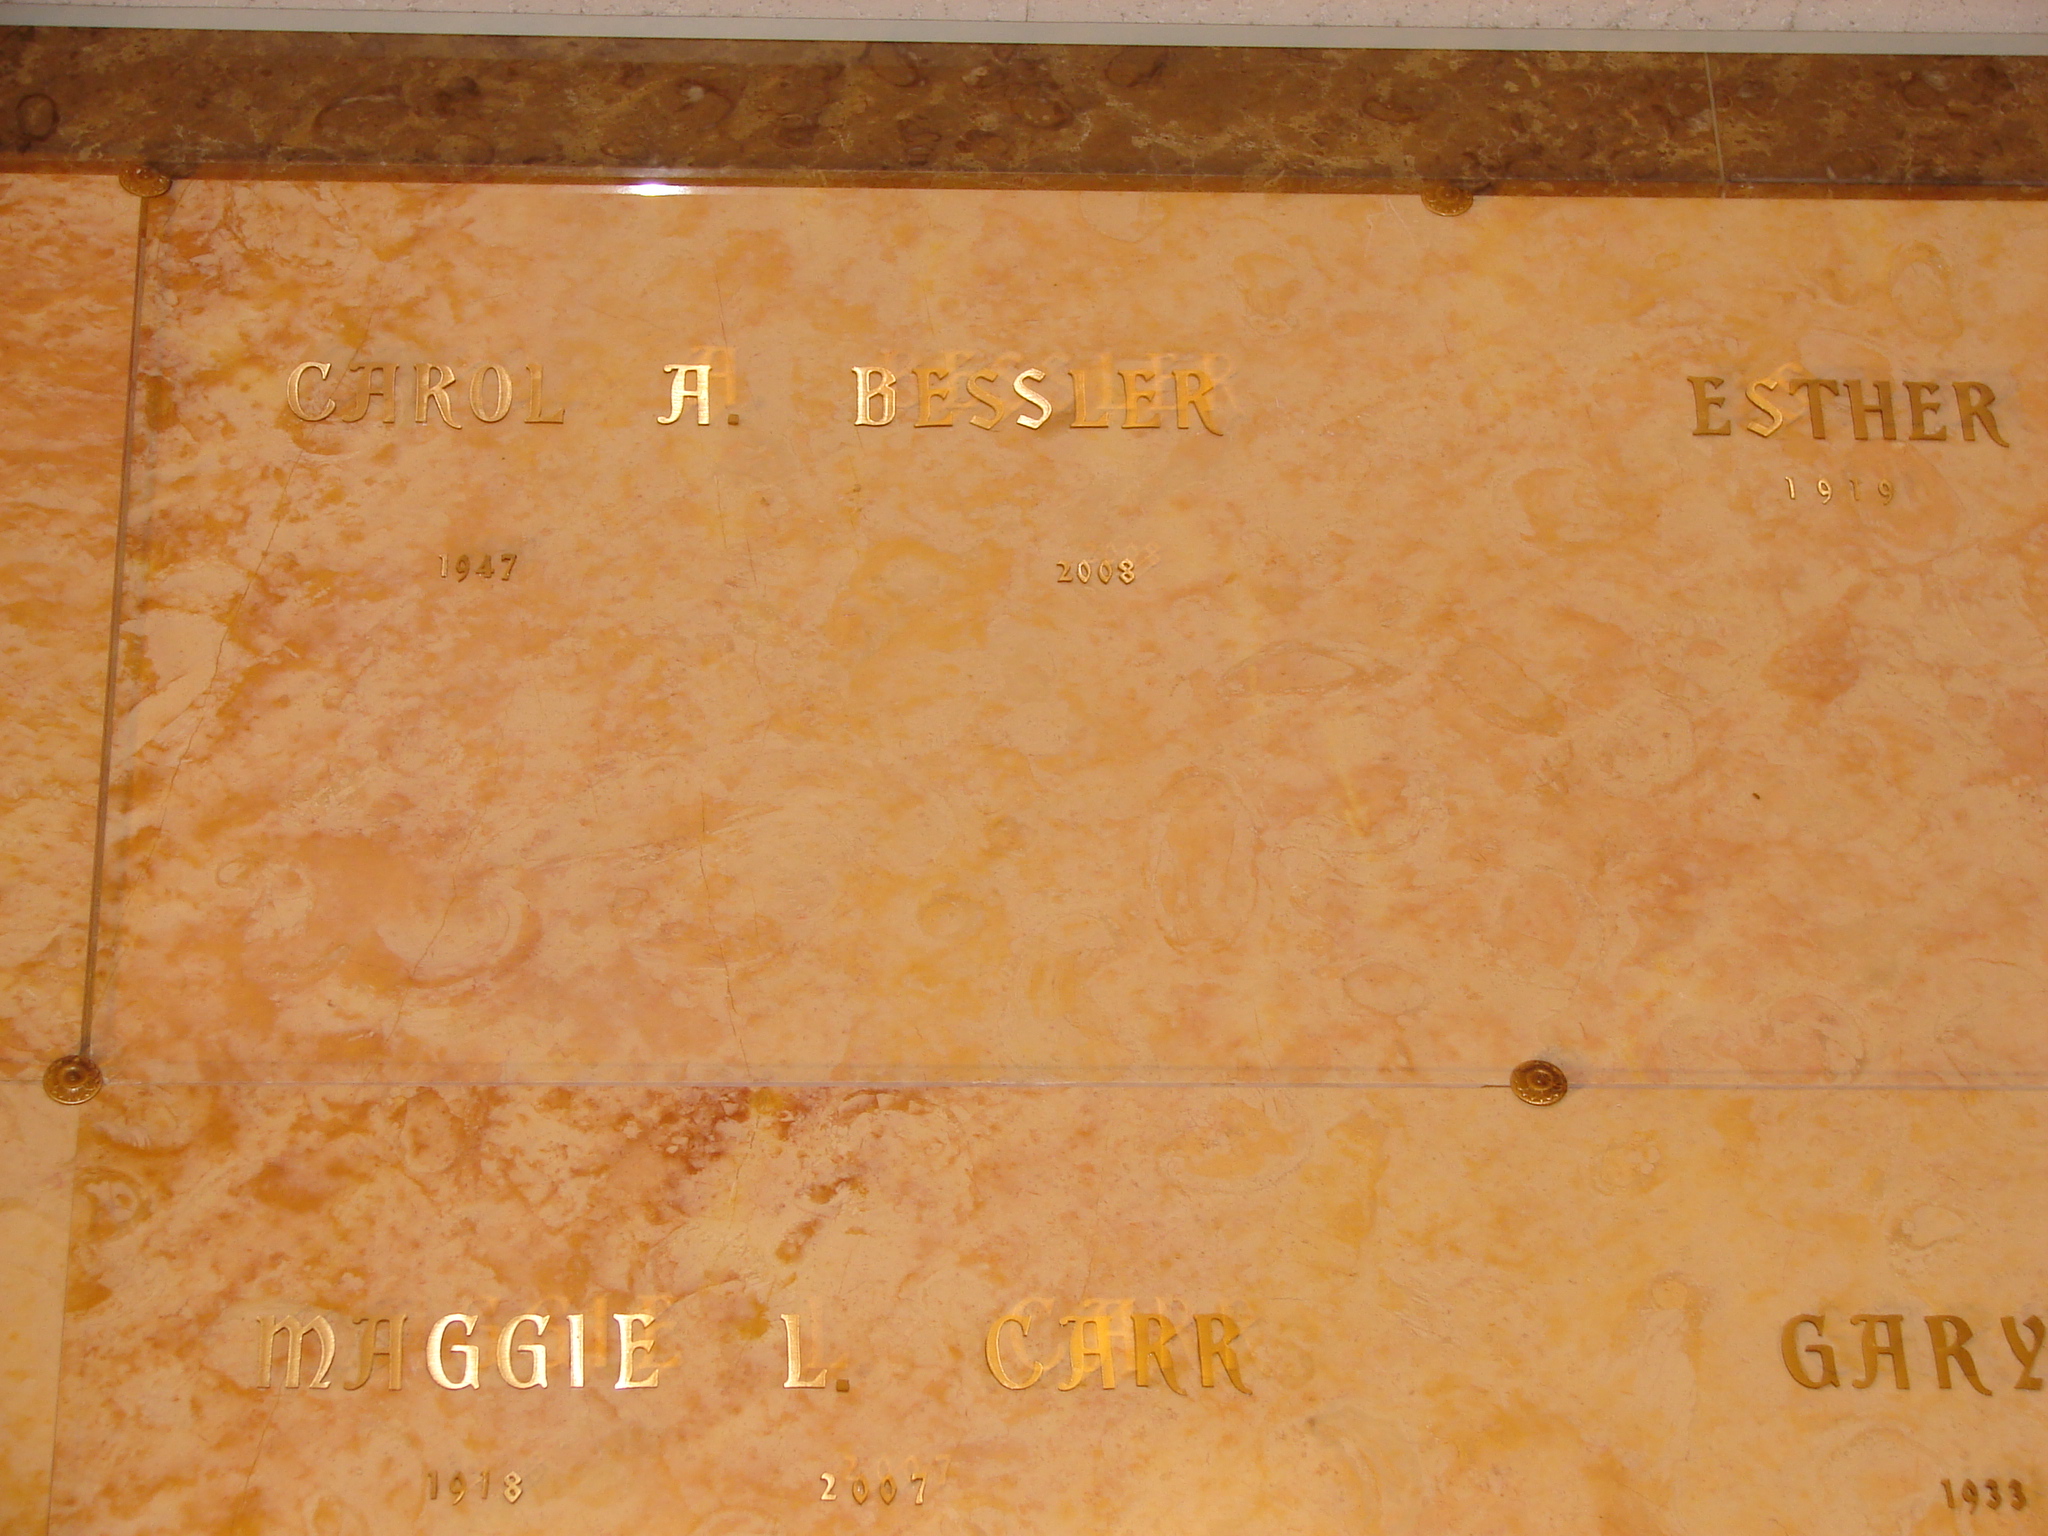 CAROL A. BESSLER
1947 2008
ESTHER
1919
MAGGIE L. CARR
1918 2007
GARY
1933